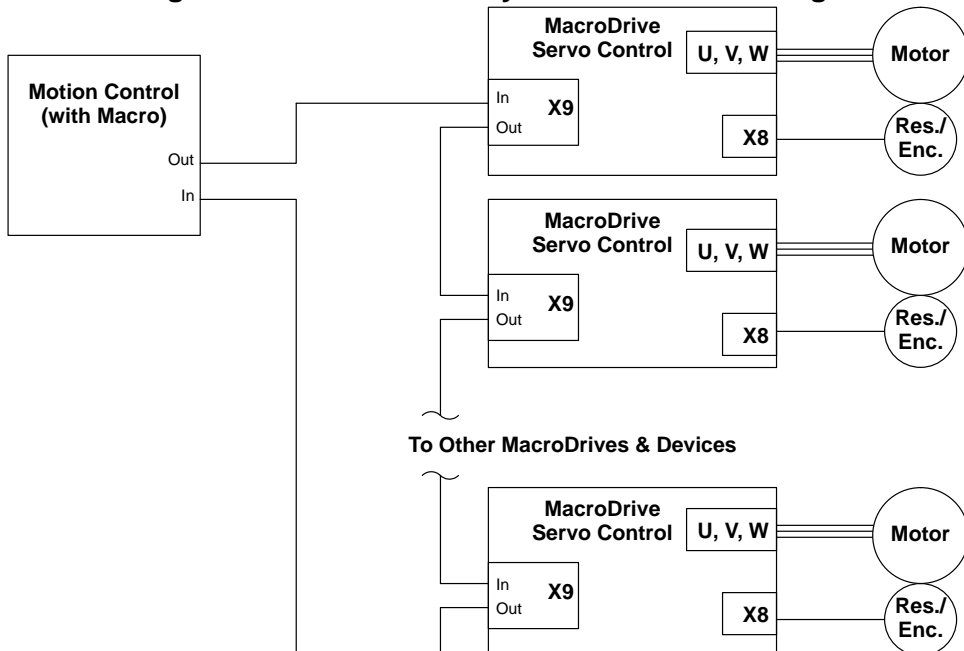 Motion Control
(with Macro)
Out
In
MacroDrive
Servo Control
U, V, W
Motor
In
X9
Out
X8
Res./
Enc.
MacroDrive
Servo Control
U, V, W
Motor
In
X9
Out
X8
Res./
Enc.
To Other MacroDrives & Devices
MacroDrive
Servo Control
U, V, W
Motor
In
X9
Out
X8
Res./
Enc.